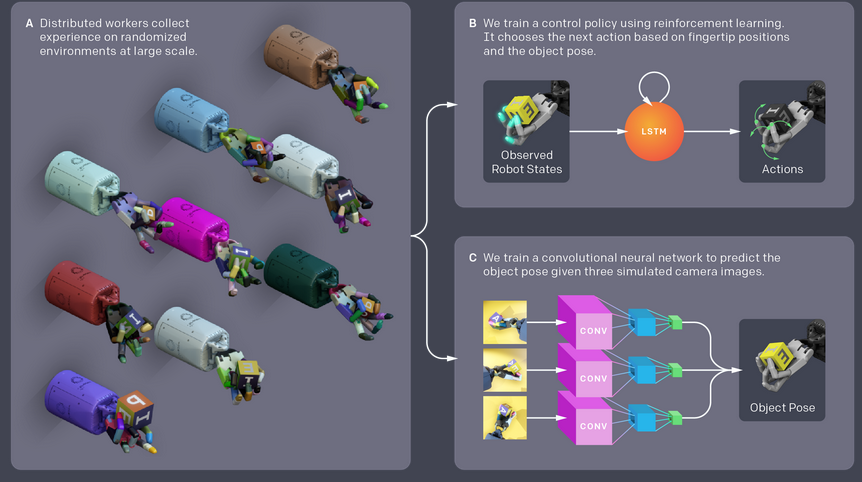 A Distributed workers collect
experience on randomized
environments at large scale.
B We train a control policy using reinforcement learning.
It chooses the next action based on fingertip positions
and the object pose.
Observed
Robot States
LSTM
Actions
C We train a convolutional neural network to predict the
object pose given three simulated camera images.
CONV
CONV
CONV
Object Pose